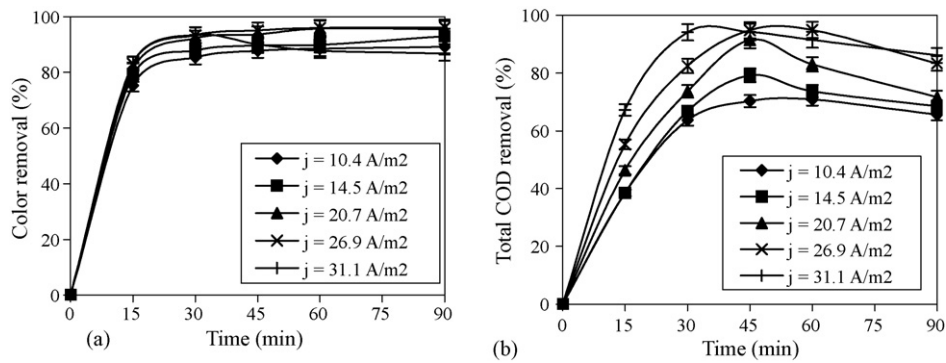 100
80
60
40
20
0
Color removal (%)
j = 10.4 A/m2
j = 14.5 A/m2
j = 20.7 A/m2
j = 26.9 A/m2
j = 31.1 A/m2
0 15 30 45 60 75 90
(a) Time (min)
100
80
60
40
20
0
Total COD removal (%)
j = 10.4 A/m2
j = 14.5 A/m2
j = 20.7 A/m2
j = 26.9 A/m2
j = 31.1 A/m2
0 15 30 45 60 75 90
(b) Time (min)